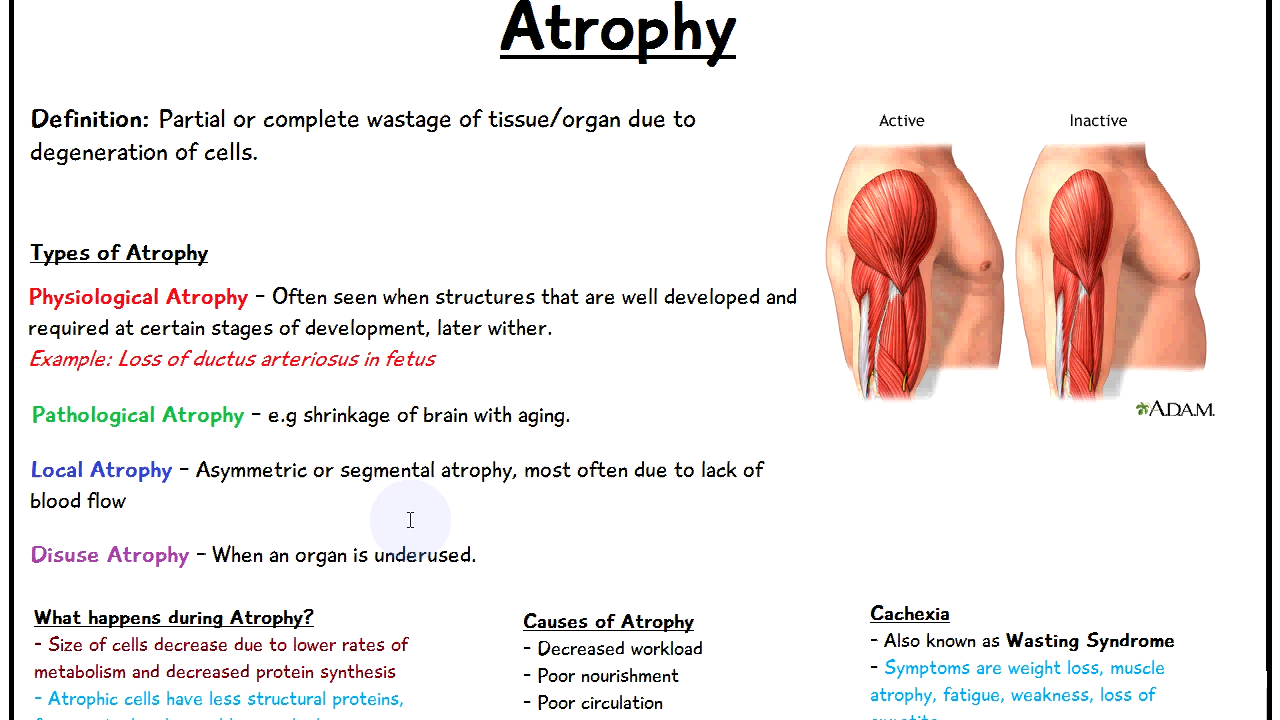 Atrophy
Definition: Partial or complete wastage of tissue/organ due to
degeneration of cells.
Active
Inactive
A.D.A.M.
Types of Atrophy
Physiological Atrophy - Often seen when structures that are well developed and
required at certain stages of development, later wither.
Example: Loss of ductus arteriosus in fetus
Pathological Atrophy - e.g shrinkage of brain with aging.
Local Atrophy - Asymmetric or segmental atrophy, most often due to lack of
blood flow
Disuse Atrophy - When an organ is underused.
What happens during Atrophy?
- Size of cells decrease due to lower rates of
metabolism and decreased protein synthesis
- Atrophic cells have less structural proteins,
Causes of Atrophy
- Decreased workload
- Poor nourishment
- Poor circulation
Cachexia
- Also known as Wasting Syndrome
- Symptoms are weight loss, muscle
atrophy, fatigue, weakness, loss of